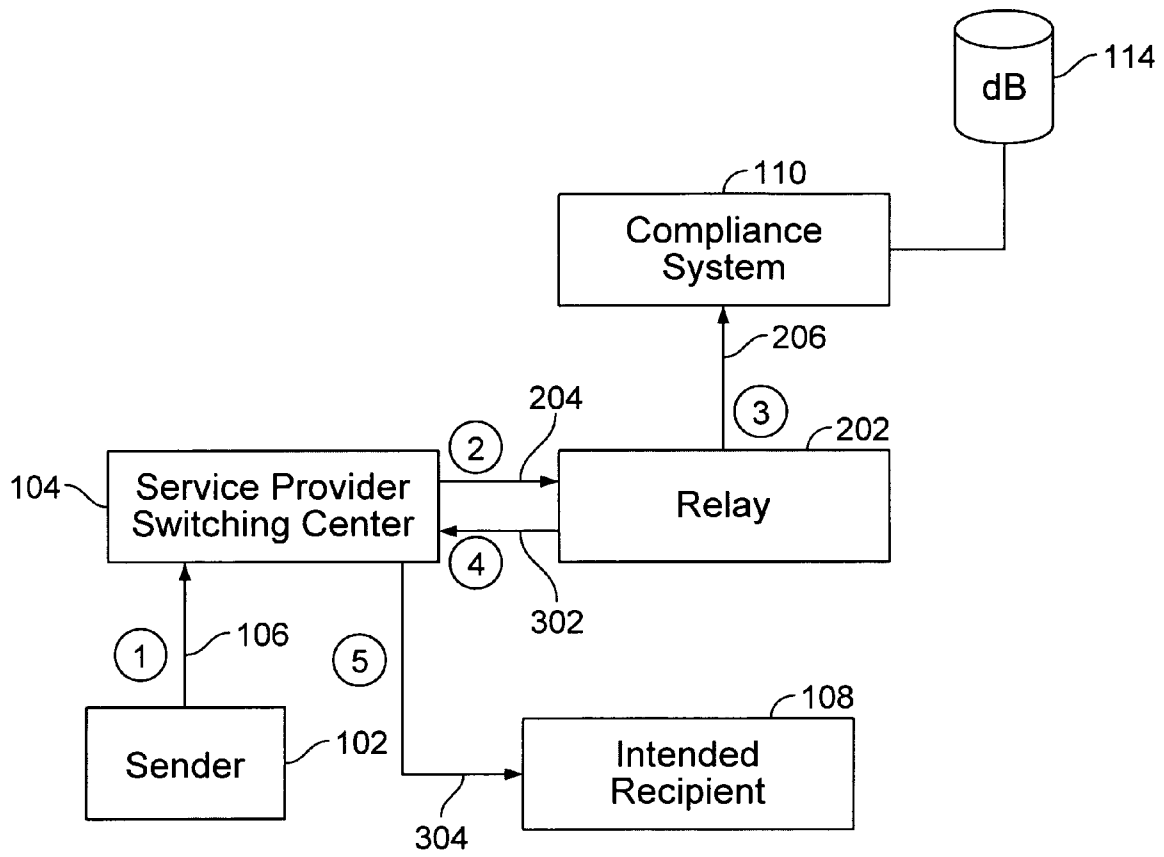 dB
114
110
Compliance
System
206
3
204
202
2
104
Service Provider
Switching Center
Relay
4
302
1
106
5
108
Sender
102
Intended
Recipient
304